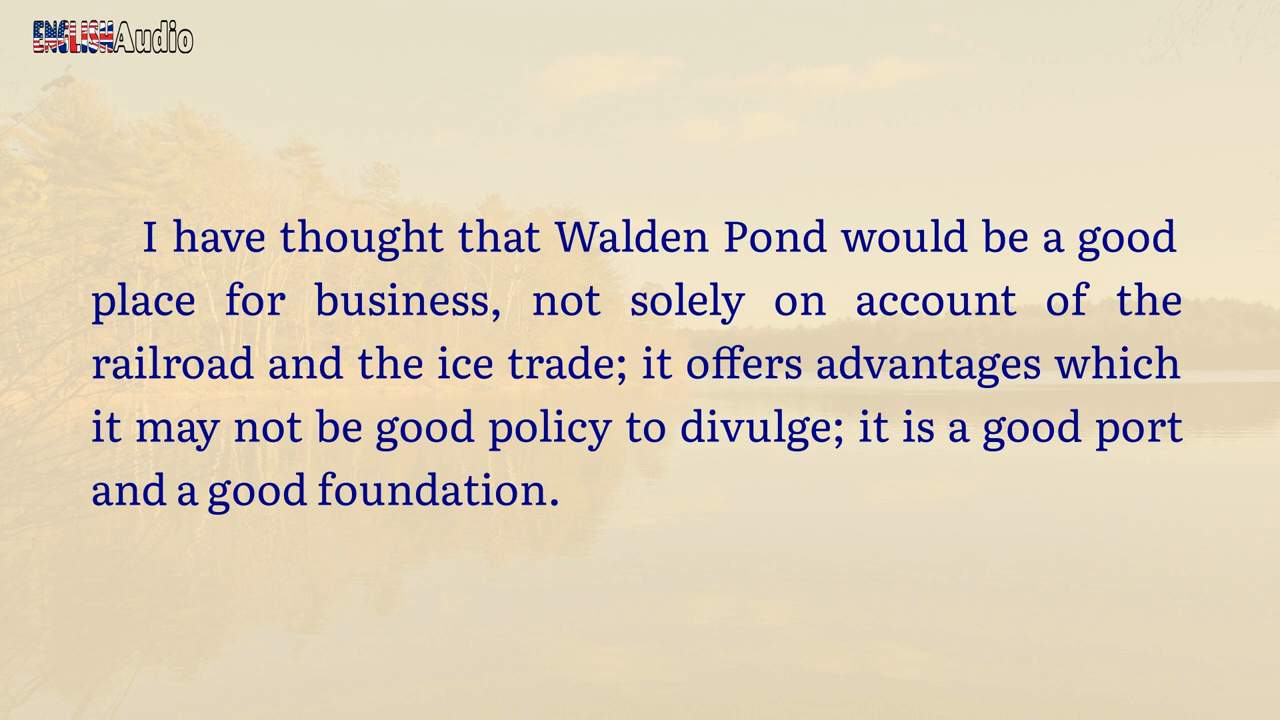 ENGLISHAudio
I have thought that Walden Pond would be a good
place for business, not solely on account of the
railroad and the ice trade; it offers advantages which
it may not be good policy to divulge; it is a good port
and a good foundation.